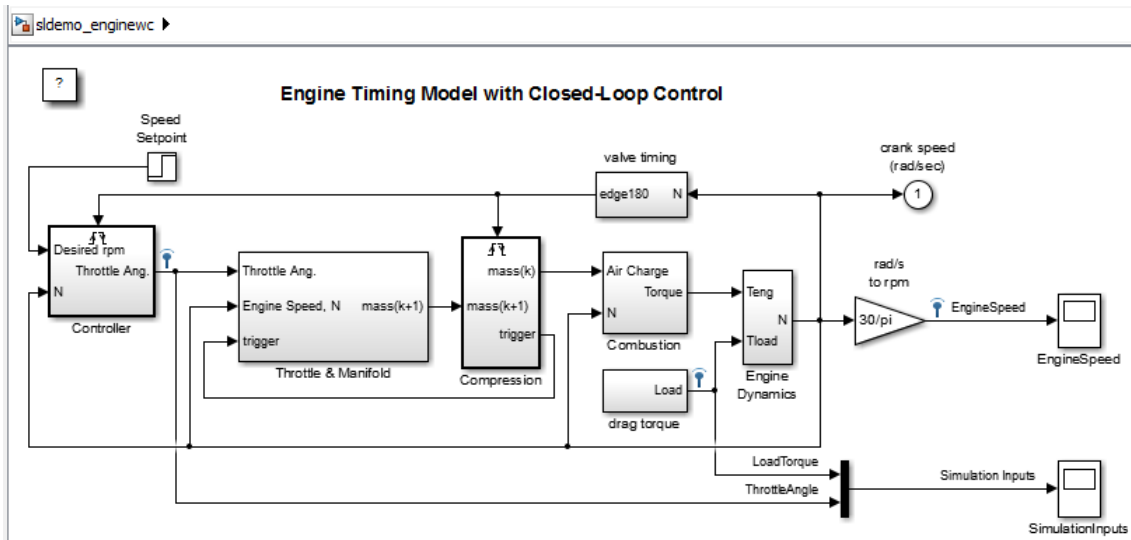 sldemo_enginewc
?
Engine Timing Model with Closed-Loop Control
Speed
Setpoint
valve timing
edge180
N
crank speed
(rad/sec)
1
Desired rpm
Throttle Ang.
N
Controller
Throttle Ang.
Engine Speed, N
mass(k+1)
trigger
Throttle & Manifold
mass(k)
mass(k+1)
trigger
Compression
Air Charge
Torque
N
Combustion
Load
drag torque
Teng
N
Tload
Engine
Dynamics
rad/s
to rpm
30/pi
EngineSpeed
EngineSpeed
LoadTorque
ThrottleAngle
Simulation Inputs
SimulationInputs